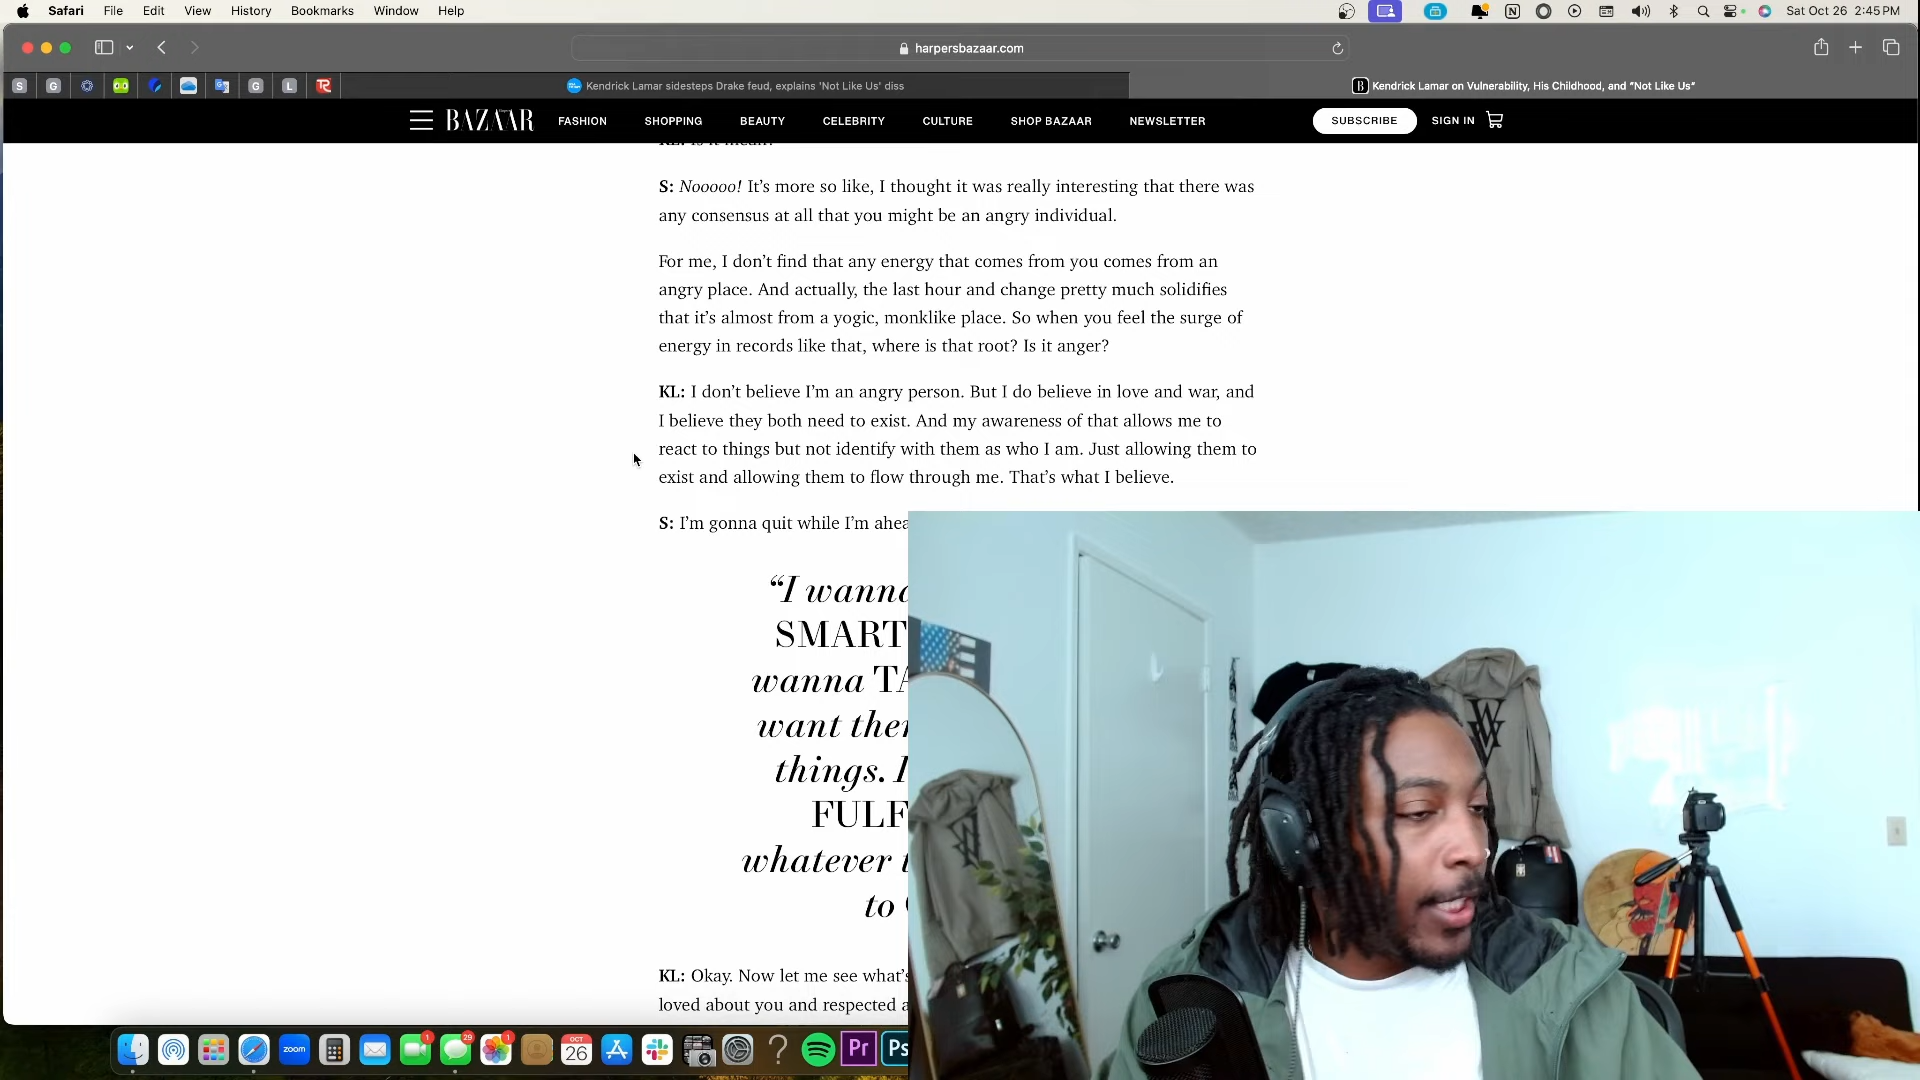 Safari File Edit View History Bookmarks Window Help Sat Oct 26 2:45 PM
harpersbazaar.com
Kendrick Lamar sidesteps Drake feud, explains 'Not Like Us' diss
Kendrick Lamar on Vulnerability, His Childhood, and “Not Like Us”
BAZAAR FASHION SHOPPING BEAUTY CELEBRITY CULTURE SHOP BAZAAR NEWSLETTER SUBSCRIBE SIGN IN
S: Nooooo! It’s more so like, I thought it was really interesting that there was
any consensus at all that you might be an angry individual.
For me, I don’t find that any energy that comes from you comes from an
angry place. And actually, the last hour and change pretty much solidifies
that it’s almost from a yogic, monklike place. So when you feel the surge of
energy in records like that, where is that root? Is it anger?
KL: I don’t believe I’m an angry person. But I do believe in love and war, and
I believe they both need to exist. And my awareness of that allows me to
react to things but not identify with them as who I am. Just allowing them to
exist and allowing them to flow through me. That’s what I believe.
S: I’m gonna quit while I’m ahea
“I wanna
SMART
wanna TA
want then
things. I
FULF
whatever t
to
KL: Okay. Now let me see what’s
loved about you and respected a
zoom
OCT
26
Pr
Ps